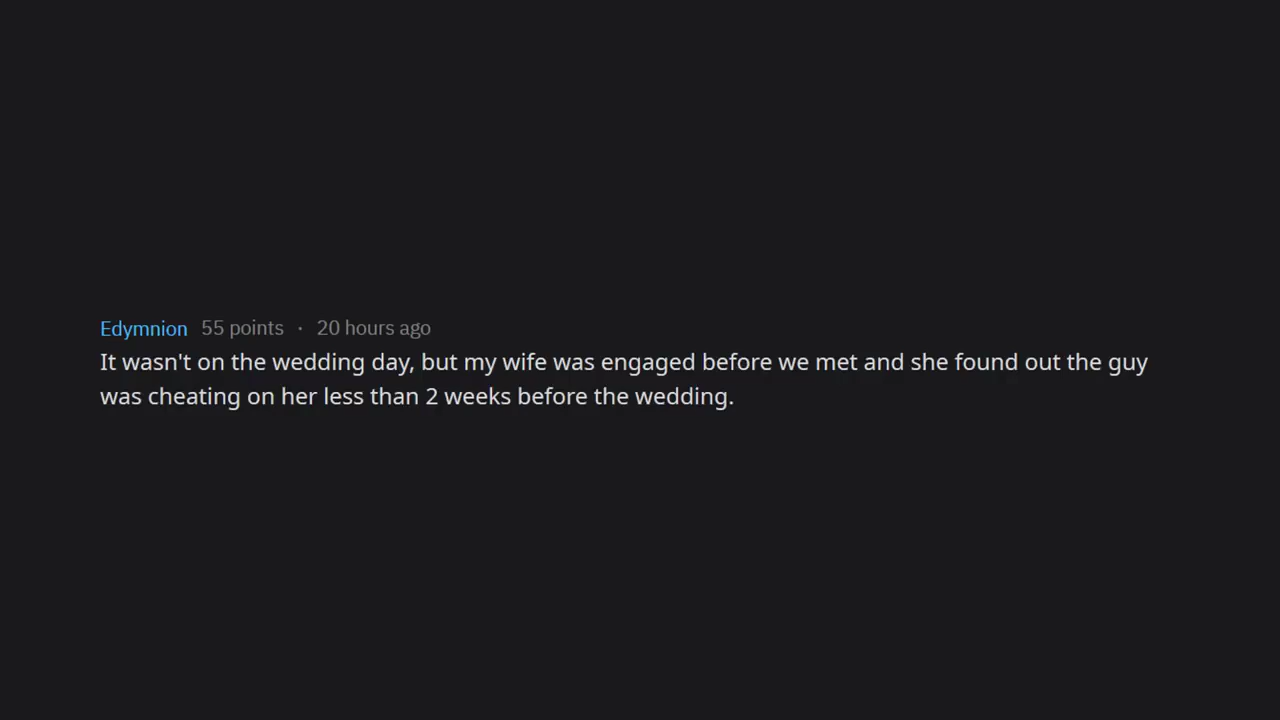 Edymnion 55 points · 20 hours ago
It wasn't on the wedding day, but my wife was engaged before we met and she found out the guy
was cheating on her less than 2 weeks before the wedding.